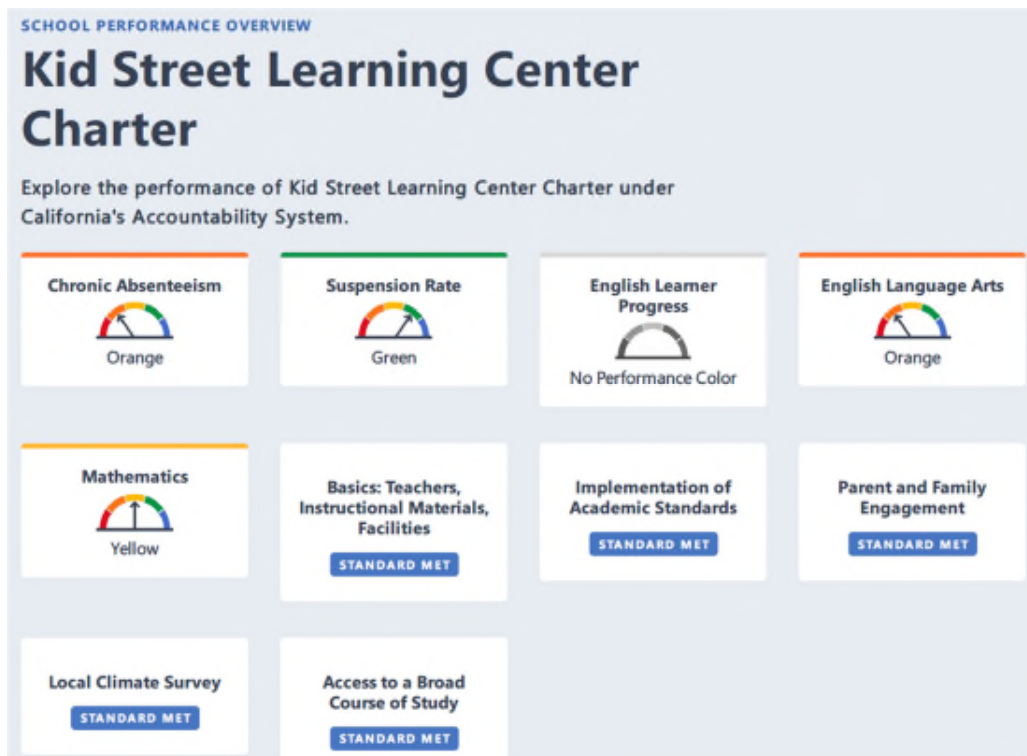 SCHOOL PERFORMANCE OVERVIEW
Kid Street Learning Center
Charter
Explore the performance of Kid Street Learning Center Charter under
California's Accountability System.
Chronic Absenteeism
Orange
Suspension Rate
Green
English Learner
Progress
No Performance Color
English Language Arts
Orange
Mathematics
Yellow
Basics: Teachers,
Instructional Materials,
Facilities
STANDARD MET
Implementation of
Academic Standards
STANDARD MET
Parent and Family
Engagement
STANDARD MET
Local Climate Survey
STANDARD MET
Access to a Broad
Course of Study
STANDARD MET